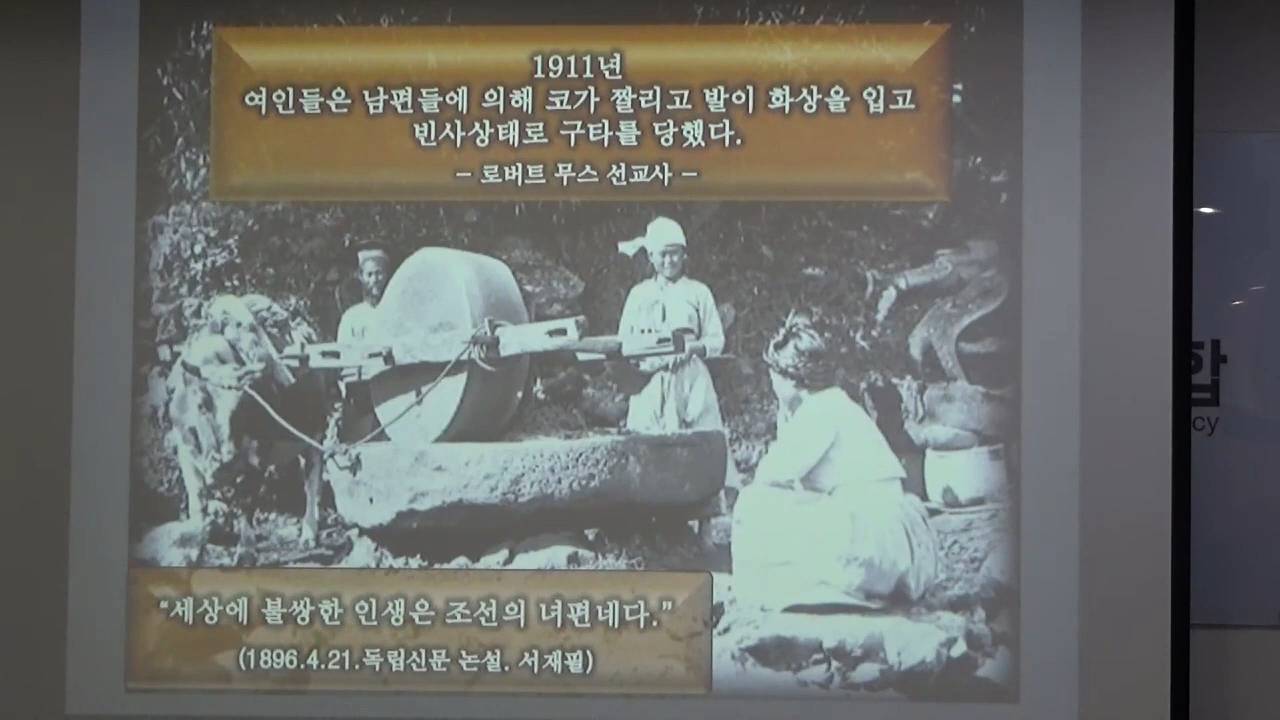 1911년
여인들은 남편들에 의해 코가 짤리고 발이 화상을 입고
빈사상태로 구타를 당했다.
- 로버트 무스 선교사 -
합
cy
“세상에 불쌍한 인생은 조선의 녀편네다.”
(1896.4.21.독립신문 논설. 서재필)